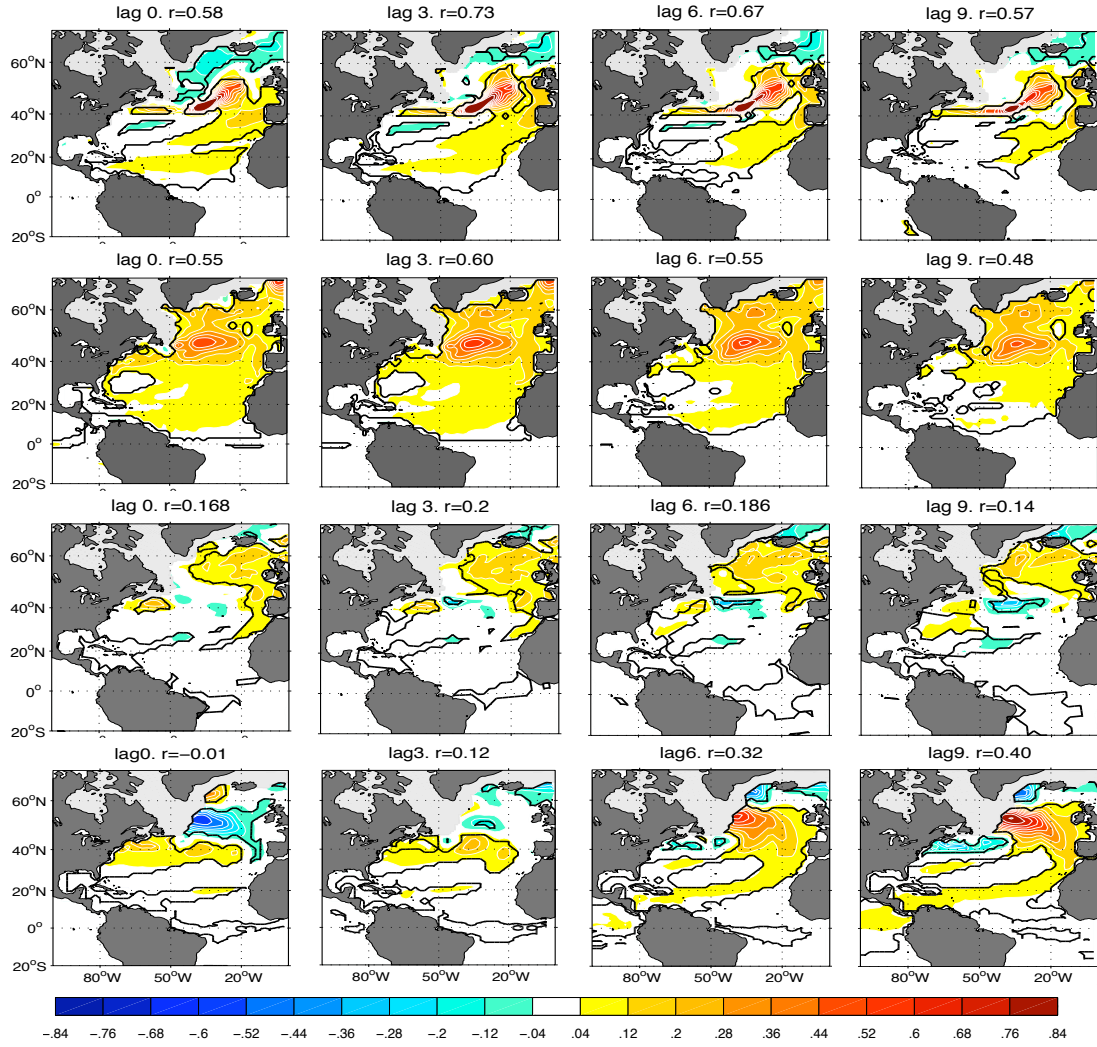 lag 0. r=0.58 lag 3. r=0.73 lag 6. r=0.67 lag 9. r=0.57
60°N
40°N
20°N
0°
20°S
lag 0. r=0.55 lag 3. r=0.60 lag 6. r=0.55 lag 9. r=0.48
60°N
40°N
20°N
0°
20°S
lag 0. r=0.168 lag 3. r=0.2 lag 6. r=0.186 lag 9. r=0.14
60°N
40°N
20°N
0°
20°S
lag0. r=−0.01 lag3. r=0.12 lag6. r=0.32 lag9. r=0.40
60°N
40°N
20°N
0°
20°S
80°W 50°W 20°W 80°W 50°W 20°W 80°W 50°W 20°W 80°W 50°W 20°W
-.84 -.76 -.68 -.6 -.52 -.44 -.36 -.28 -.2 -.12 -.04 .04 .12 .2 .28 .36 .44 .52 .6 .68 .76 .84